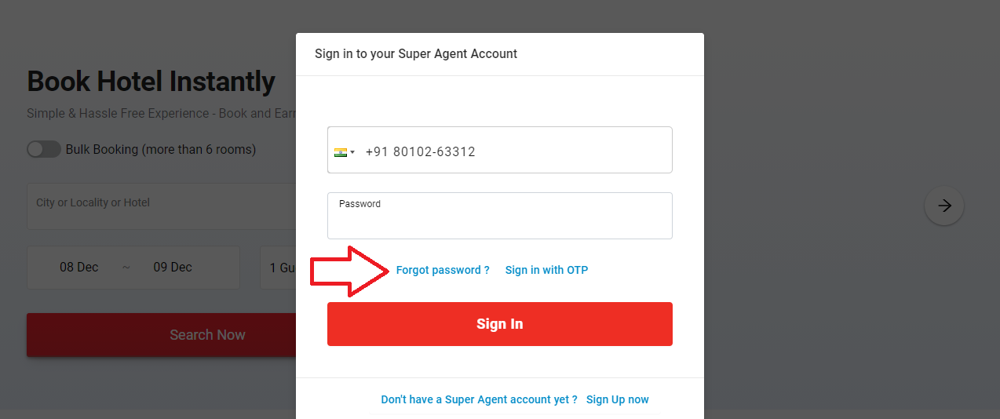 Sign in to your Super Agent Account
Book Hotel Instantly
Simple & Hassle Free Experience - Book and Earn
Bulk Booking (more than 6 rooms)
+91 80102-63312
City or Locality or Hotel
Password
08 Dec ~ 09 Dec
1 Gu
Forgot password ? Sign in with OTP
Search Now
Sign In
Don't have a Super Agent account yet ? Sign Up now